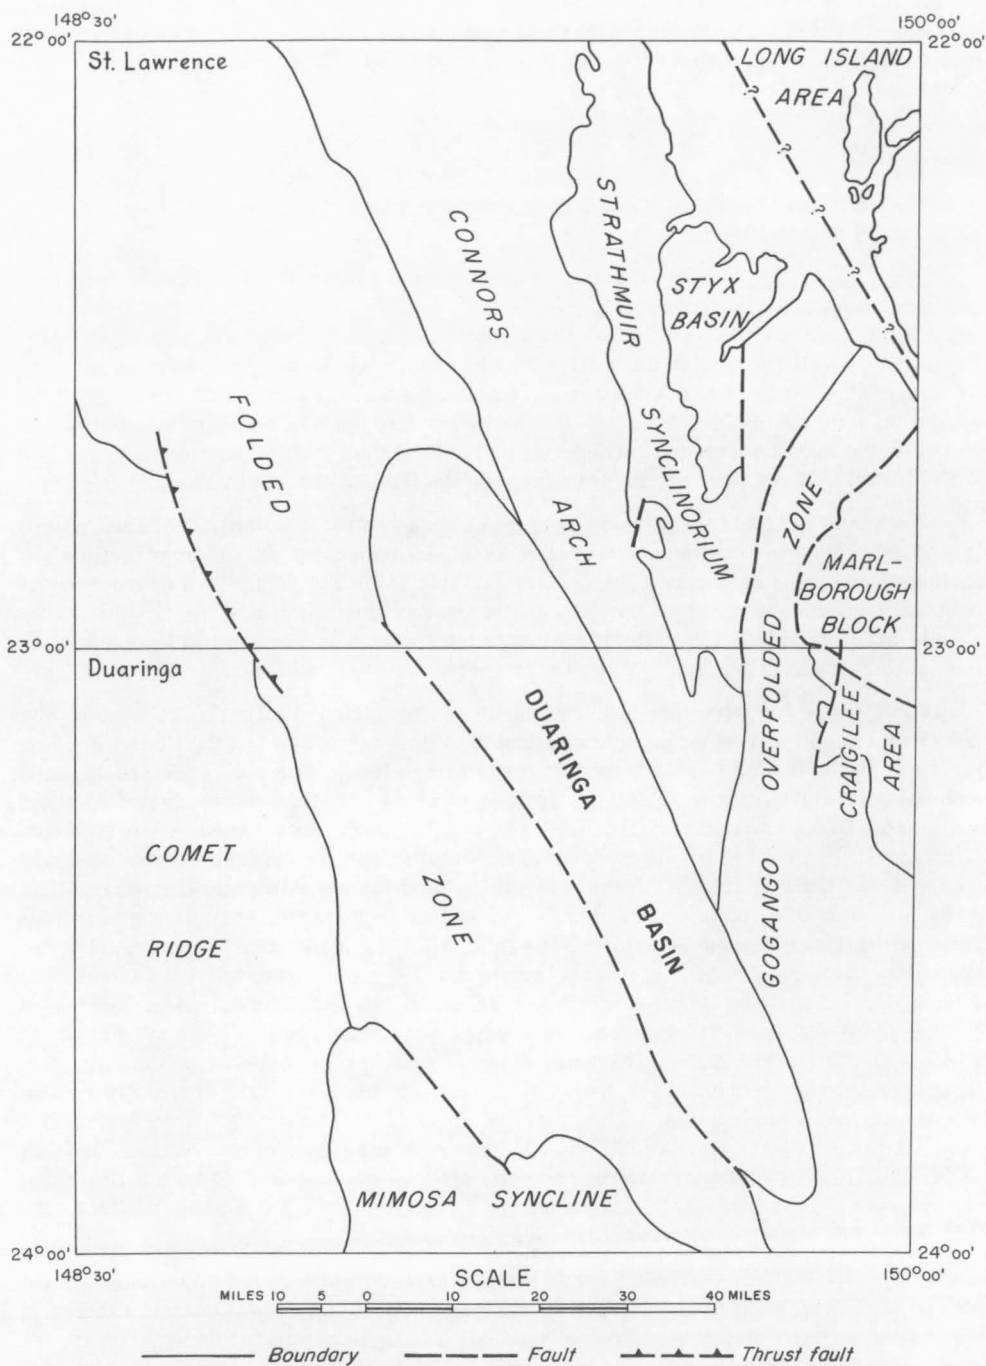 148° 30'
150° 00'
22° 00'
22° 00'
St. Lawrence
LONG ISLAND
AREA
?
?
?
?
?
CONNORS
ARCH
STRATHMUIR
SYNCLINORIUM
STYX
BASIN
FOLDED
ZONE
MARL-
BOROUGH
BLOCK
23° 00'
23° 00'
Duaringa
DUARINGA
BASIN
GOGANGO
OVERFOLDED
ZONE
CRAIGILEE
AREA
COMET
RIDGE
MIMOSA SYNCLINE
24° 00'
24° 00'
148° 30'
150° 00'
SCALE
MILES 10 5 0 10 20 30 40 MILES
Boundary Fault Thrust fault